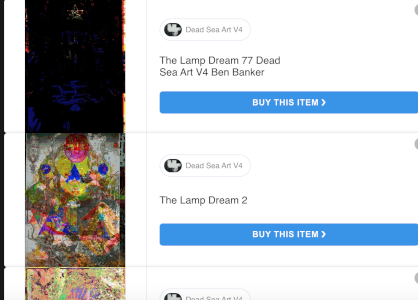 Dead Sea Art V4
The Lamp Dream 77 Dead
Sea Art V4 Ben Banker
BUY THIS ITEM ❯
Dead Sea Art V4
The Lamp Dream 2
BUY THIS ITEM ❯
Dead Sea Art V4